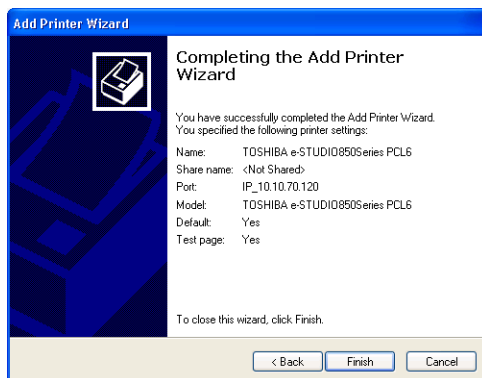 Add Printer Wizard
Completing the Add Printer
Wizard
You have successfully completed the Add Printer Wizard.
You specified the following printer settings:
Name: TOSHIBA e-STUDIO850Series PCL6
Share name: <Not Shared>
Port: IP_10.10.70.120
Model: TOSHIBA e-STUDIO850Series PCL6
Default: Yes
Test page: Yes
To close this wizard, click Finish.
< Back Finish Cancel